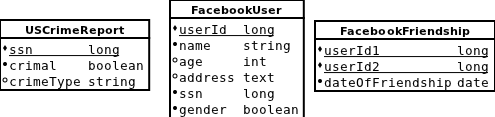 USCrimeReport
ssn long
crimal boolean
crimeType string
FacebookUser
userId long
name string
age int
address text
ssn long
gender boolean
FacebookFriendship
userId1 long
userId2 long
dateOfFriendship date